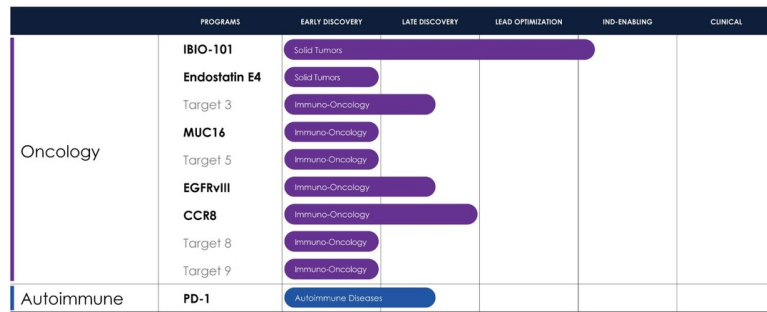 PROGRAMS EARLY DISCOVERY LATE DISCOVERY LEAD OPTIMIZATION IND-ENABLING CLINICAL
Oncology
IBIO-101 Solid Tumors
Endostatin E4 Solid Tumors
Target 3 Immuno-Oncology
MUC16 Immuno-Oncology
Target 5 Immuno-Oncology
EGFRvIII Immuno-Oncology
CCR8 Immuno-Oncology
Target 8 Immuno-Oncology
Target 9 Immuno-Oncology
Autoimmune PD-1 Autoimmune Diseases